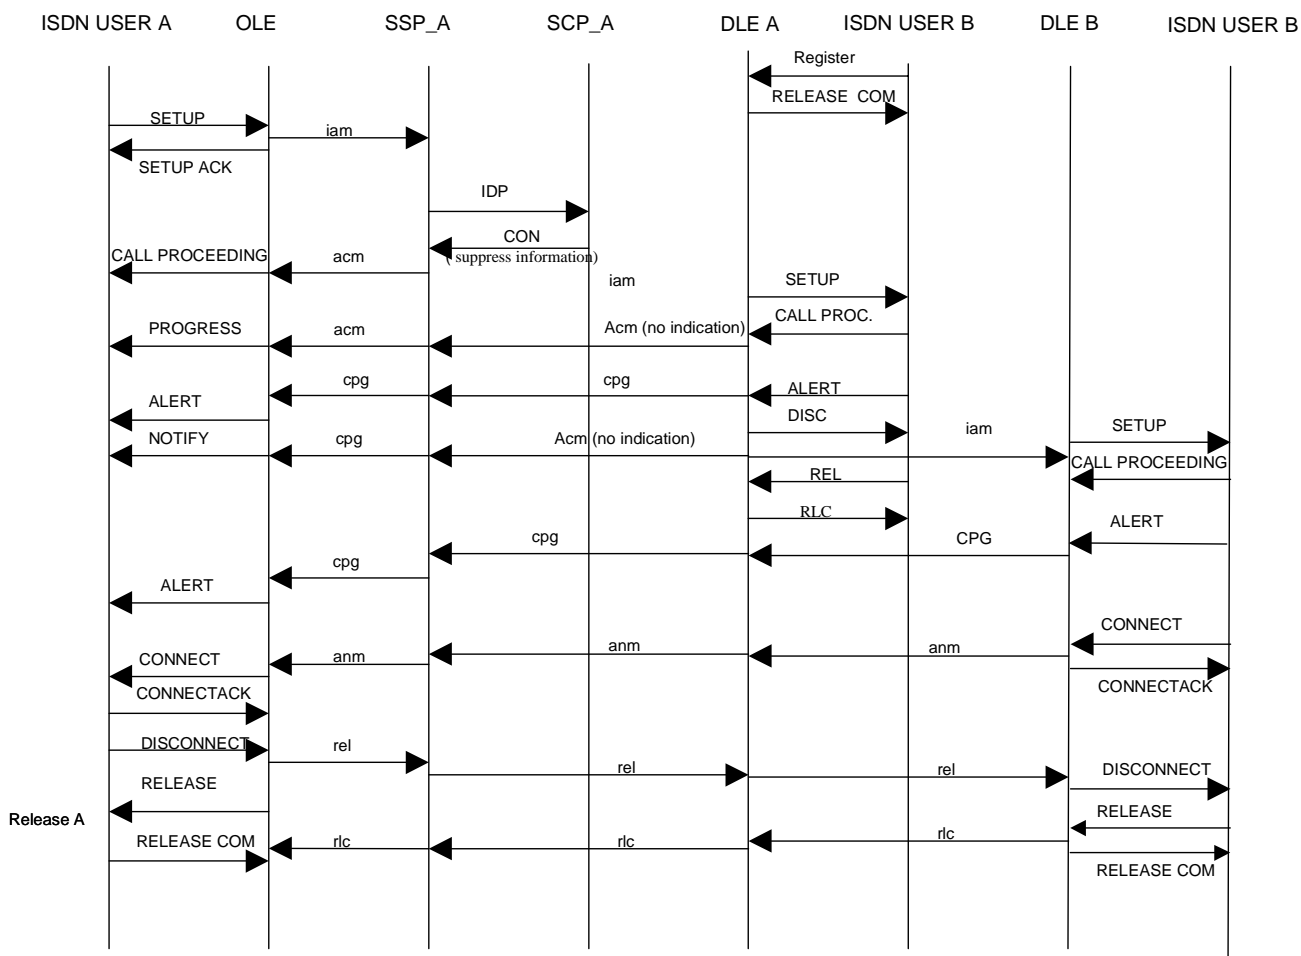 ISDN USER A OLE SSP_A SCP_A DLE A ISDN USER B DLE B ISDN USER B
Register
RELEASE COM
SETUP
iam
SETUP ACK
IDP
CON
( suppress information)
CALL PROCEEDING
acm
iam
SETUP
CALL PROC.
PROGRESS
acm
Acm (no indication)
cpg
cpg
ALERT
ALERT
DISC
NOTIFY
cpg
Acm (no indication)
iam
SETUP
CALL PROCEEDING
REL
RLC
ALERT
cpg
CPG
cpg
ALERT
CONNECT
anm
anm
anm
CONNECT
CONNECTACK
CONNECTACK
DISCONNECT
rel
rel
rel
DISCONNECT
RELEASE
Release A
RELEASE
RELEASE COM
rlc
rlc
rlc
RELEASE COM